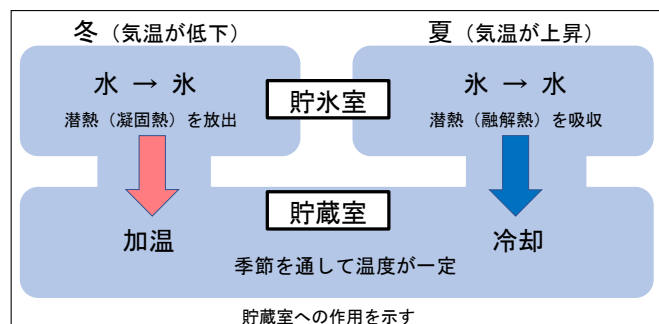 冬（気温が低下）
夏（気温が上昇）
水 → 氷
氷 → 水
貯氷室
潜熱（凝固熱）を放出
潜熱（融解熱）を吸収
貯蔵室
加温
冷却
季節を通して温度が一定
貯蔵室への作用を示す